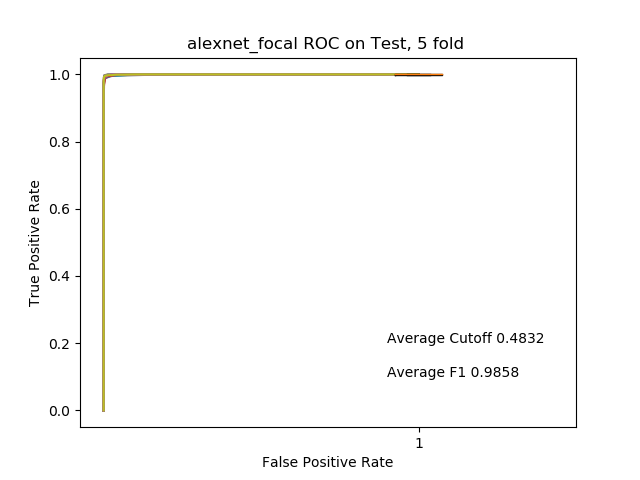 alexnet_focal ROC on Test, 5 fold
1.0
0.8
0.6
0.4
0.2
0.0
True Positive Rate
Average Cutoff 0.4832
Average F1 0.9858
1
False Positive Rate